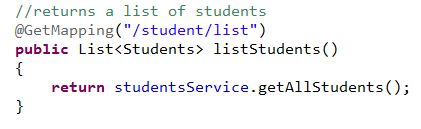 //returns a list of students
@GetMapping("/student/list")
public List<Students> listStudents()
{
    return studentsService.getAllStudents();
}